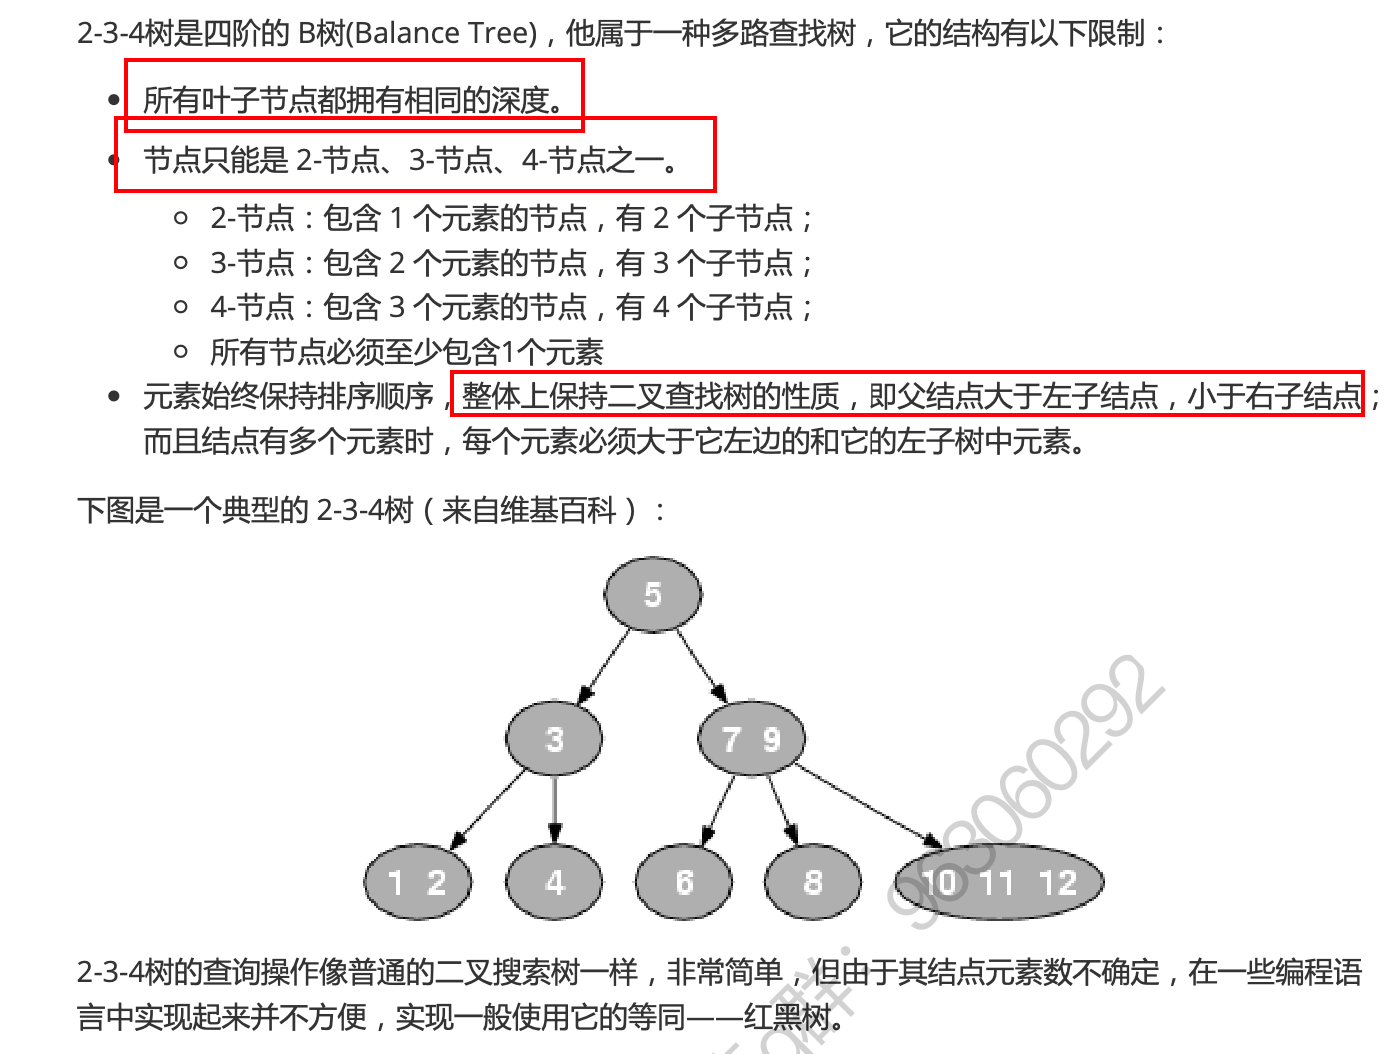 2-3-4树是四阶的 B树(Balance Tree)，他属于一种多路查找树，它的结构有以下限制：
所有叶子节点都拥有相同的深度。
节点只能是 2-节点、3-节点、4-节点之一。
2-节点：包含 1 个元素的节点，有 2 个子节点；
3-节点：包含 2 个元素的节点，有 3 个子节点；
4-节点：包含 3 个元素的节点，有 4 个子节点；
所有节点必须至少包含1个元素
元素始终保持排序顺序，整体上保持二叉查找树的性质，即父结点大于左子结点，小于右子结点；
而且结点有多个元素时，每个元素必须大于它左边的和它的左子树中元素。
下图是一个典型的 2-3-4树（来自维基百科）：
5
3
7 9
1 2
4
6
8
10 11 12
2-3-4树的查询操作像普通的二叉搜索树一样，非常简单，但由于其结点元素数不确定，在一些编程语
言中实现起来并不方便，实现一般使用它的等同——红黑树。
群：96306029​2